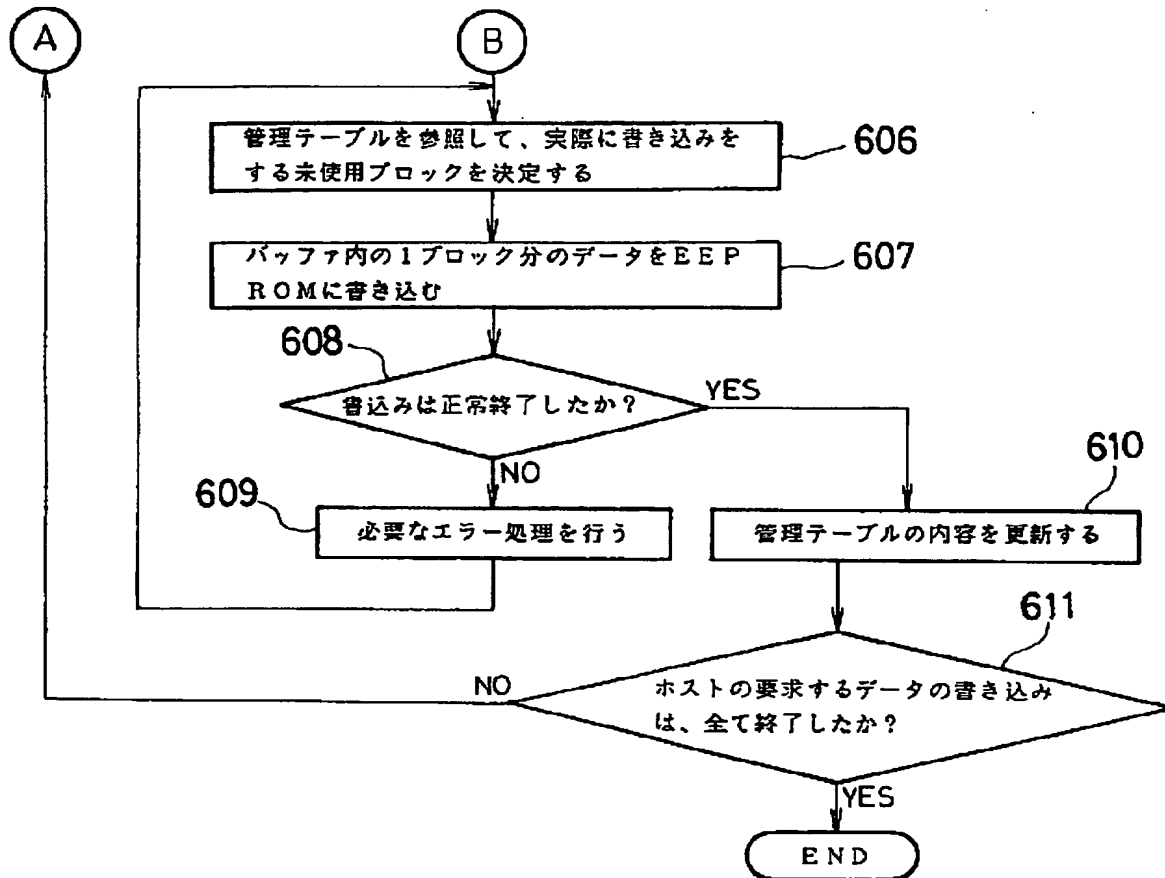 A
B
管理テーブルを参照して、実際に書き込みを
する未使用ブロックを決定する
606
バッファ内の1ブロック分のデータをEEP
ROMに書き込む
607
608
書込みは正常終了したか？
YES
NO
609
必要なエラー処理を行う
610
管理テーブルの内容を更新する
611
ホストの要求するデータの書き込み
は、全て終了したか？
NO
YES
END